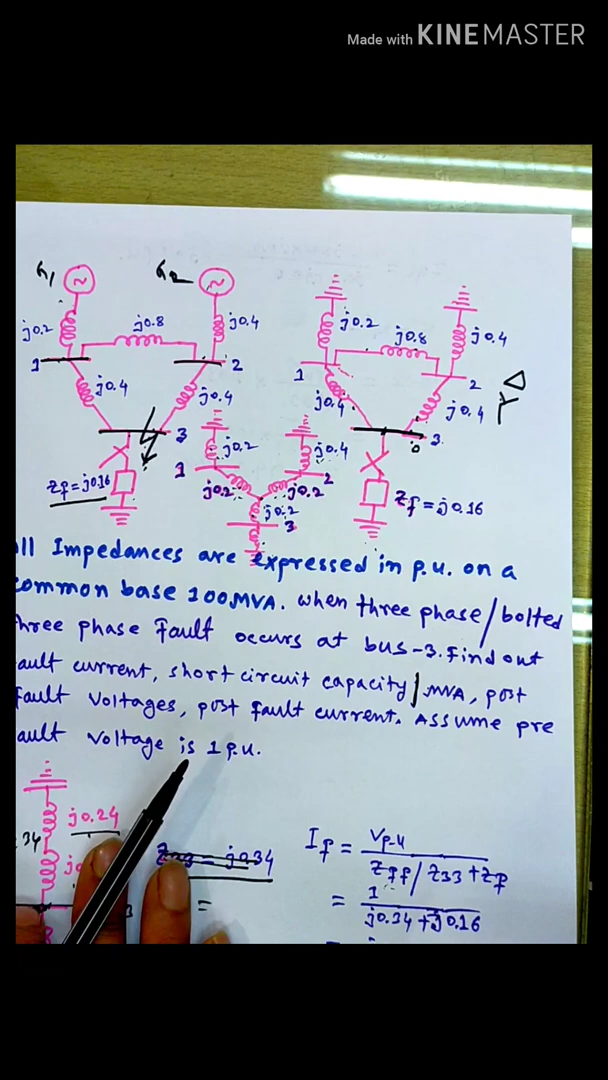 Made with KINEMASTER
G1
G2
j0.2
j0.8
j0.4
1
2
j0.4
j0.4
3
Zf=j0.16
j0.2
j0.4
1
2
j0.2
j0.2
j0.2
3
j0.2
j0.8
j0.4
1
2
j0.4
j0.4
3
Zf=j0.16
ll Impedances are expressed in p.u. on a
common base 100MVA. when three phase/bolted
hree phase Fault occurs at bus-3. Find out
ault current, short circuit capacity/MVA, post
Fault voltages, post fault current. Assume pre
ault voltage is 1 p.u.
j0.24
34
Z33 = j0.34
=
If = Vp.u / Zff/Z33+Zf
= 1 / j0.34+j0.16